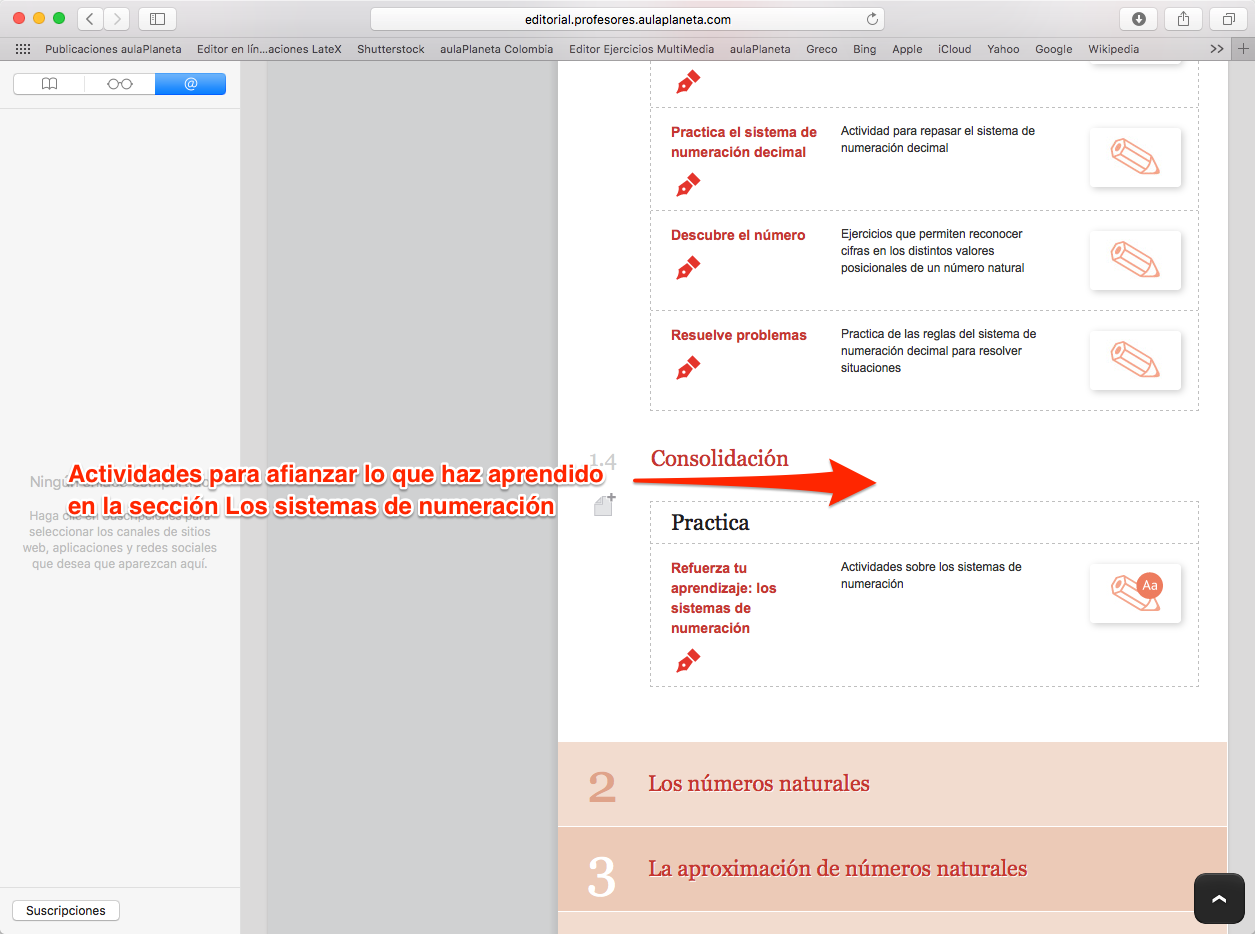 editorial.profesores.aulaplaneta.com
Publicaciones aulaPlaneta Editor en lín...aciones LateX Shutterstock aulaPlaneta Colombia Editor Ejercicios MultiMedia aulaPlaneta Greco Bing Apple iCloud Yahoo Google Wikipedia
@
Practica el sistema de
numeración decimal
Actividad para repasar el sistema de
numeración decimal
Descubre el número
Ejercicios que permiten reconocer
cifras en los distintos valores
posicionales de un número natural
Resuelve problemas
Practica de las reglas del sistema de
numeración decimal para resolver
situaciones
1.4
Consolidación
Actividades para afianzar lo que haz aprendido
en la sección Los sistemas de numeración
Haga clic en Suscripciones para
seleccionar los canales de sitios
web, aplicaciones y redes sociales
que desea que aparezcan aquí.
Practica
Refuerza tu
aprendizaje: los
sistemas de
numeración
Actividades sobre los sistemas de
numeración
Aa
2 Los números naturales
3 La aproximación de números naturales
Suscripciones